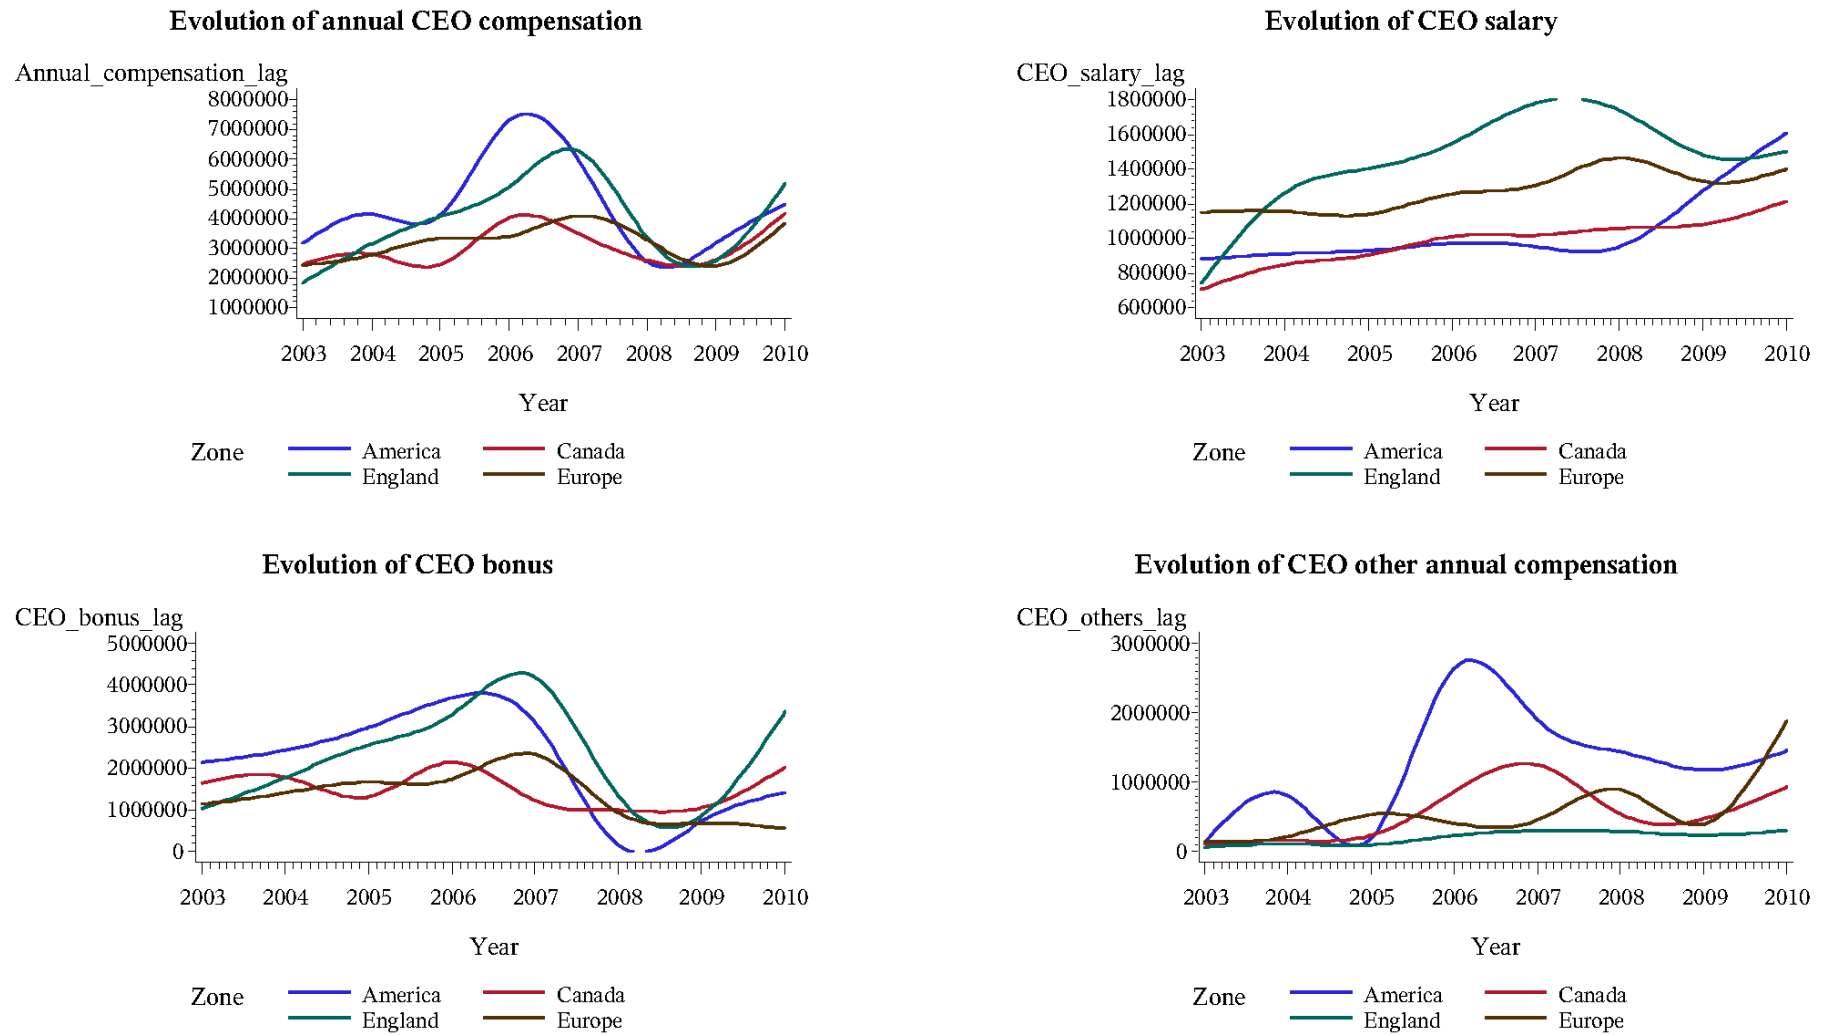 Evolution of annual CEO compensation
Annual_compensation_lag
8000000
7000000
6000000
5000000
4000000
3000000
2000000
1000000
2003 2004 2005 2006 2007 2008 2009 2010
Year
Zone America Canada
England Europe
Evolution of CEO salary
CEO_salary_lag
1800000
1600000
1400000
1200000
1000000
800000
600000
2003 2004 2005 2006 2007 2008 2009 2010
Year
Zone America Canada
England Europe
Evolution of CEO bonus
CEO_bonus_lag
5000000
4000000
3000000
2000000
1000000
0
2003 2004 2005 2006 2007 2008 2009 2010
Year
Zone America Canada
England Europe
Evolution of CEO other annual compensation
CEO_others_lag
3000000
2000000
1000000
0
2003 2004 2005 2006 2007 2008 2009 2010
Year
Zone America Canada
England Europe